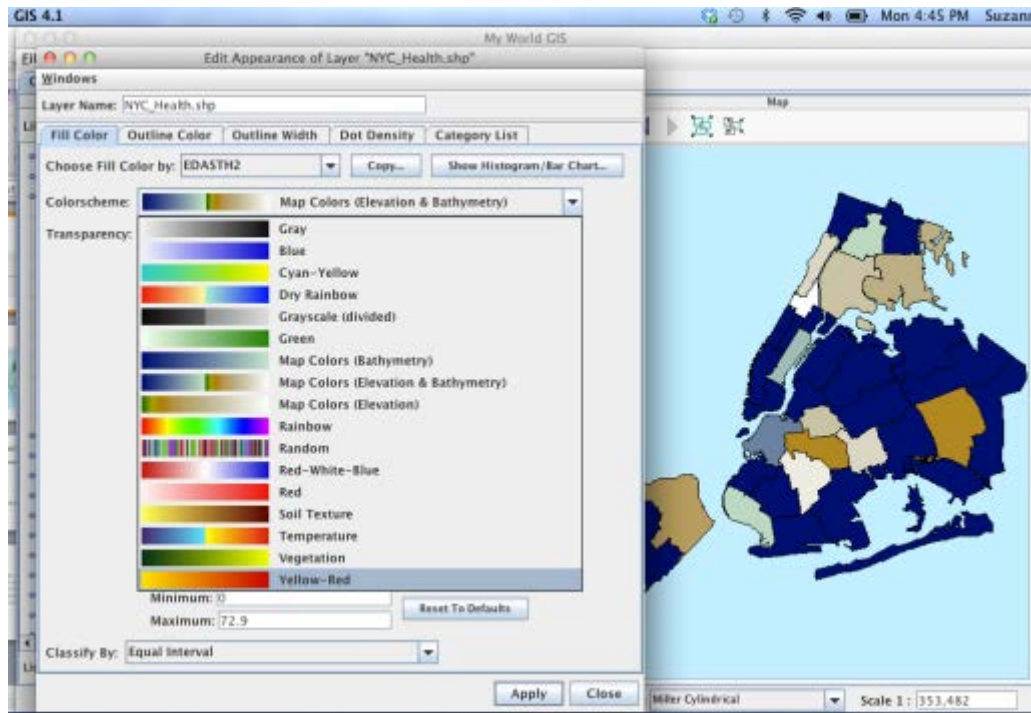 GIS 4.1 Mon 4:45 PM Suzan
My World GIS
Edit Appearance of Layer "NYC_Health.shp"
Windows
Layer Name: NYC_Health.shp
Fill Color Outline Color Outline Width Dot Density Category List
Choose Fill Color by: EDASTH2 Copy... Show Histogram/Bar Chart...
Colorscheme: Map Colors (Elevation & Bathymetry)
Transparency:
Gray
Blue
Cyan-Yellow
Dry Rainbow
Grayscale (divided)
Green
Map Colors (Bathymetry)
Map Colors (Elevation & Bathymetry)
Map Colors (Elevation)
Rainbow
Random
Red-White-Blue
Red
Soil Texture
Temperature
Vegetation
Yellow-Red
Minimum: 0
Maximum: 72.9
Reset To Defaults
Classify By: Equal Interval
Apply Close
Map
Miller Cylindrical Scale 1 : 353,482